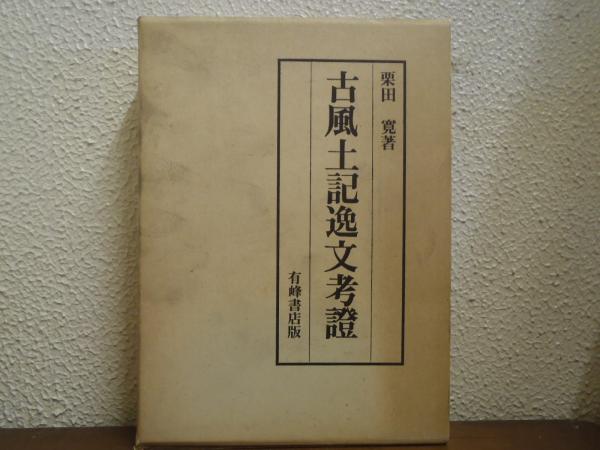 栗田 寛著
古風土記逸文考證
有峰書店版